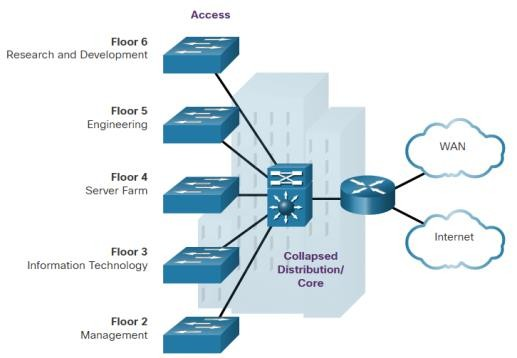 Access
Floor 6
Research and Development
Floor 5
Engineering
Floor 4
Server Farm
Floor 3
Information Technology
Floor 2
Management
Collapsed
Distribution/
Core
WAN
Internet